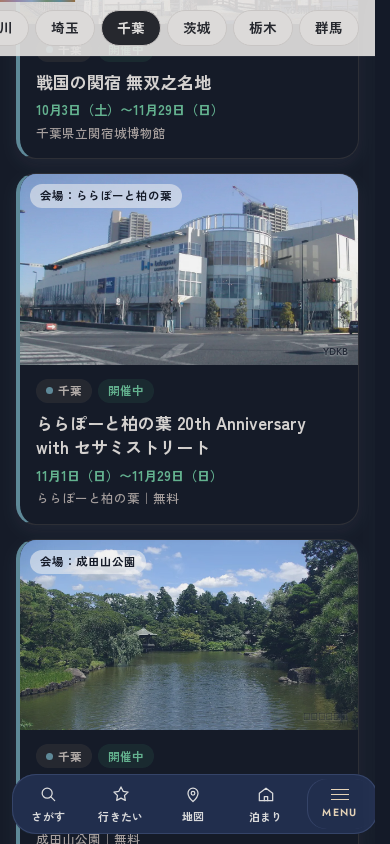 川
埼玉
千葉
茨城
栃木
群馬
戦国の関宿 無双之名地
10月3日（土）〜11月29日（日）
千葉県立関宿城博物館
会場：ららぽーと柏の葉
YDKB
千葉
開催中
ららぽーと柏の葉 20th Anniversary
with セサミストリート
11月1日（日）〜11月29日（日）
ららぽーと柏の葉｜無料
会場：成田山公園
千葉
開催中
さがす
行きたい
地図
泊まり
MENU
成田山公園｜無料